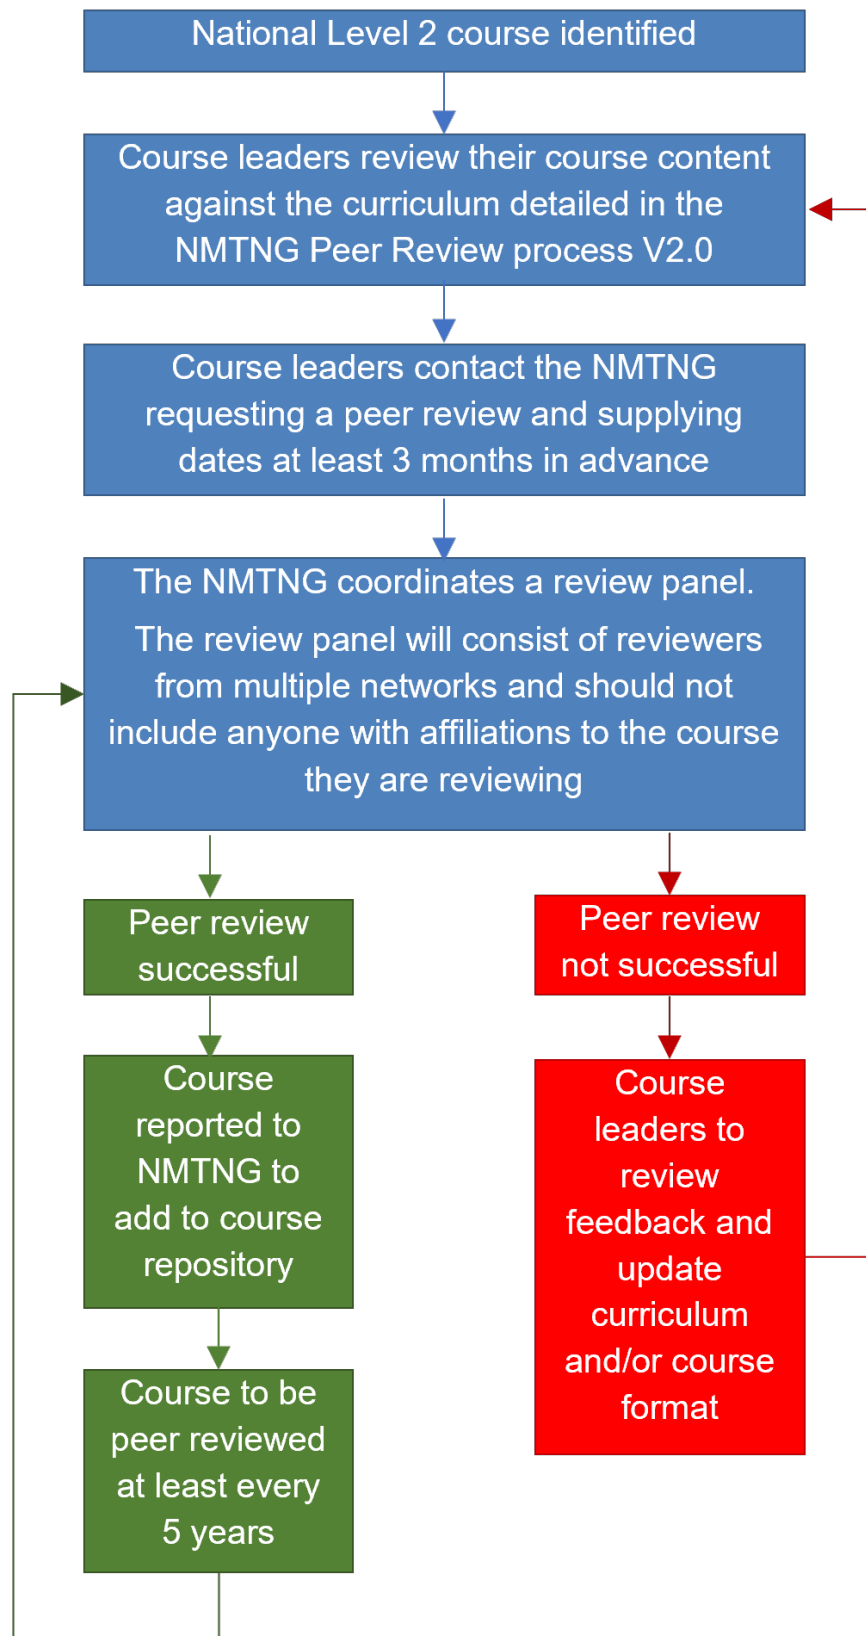 National Level 2 course identified
Course leaders review their course content
against the curriculum detailed in the
NMTNG Peer Review process V2.0
Course leaders contact the NMTNG
requesting a peer review and supplying
dates at least 3 months in advance
The NMTNG coordinates a review panel.
The review panel will consist of reviewers
from multiple networks and should not
include anyone with affiliations to the course
they are reviewing
Peer review
successful
Course
reported to
NMTNG to
add to course
repository
Course to be
peer reviewed
at least every
5 years
Peer review
not successful
Course
leaders to
review
feedback and
update
curriculum
and/or course
format